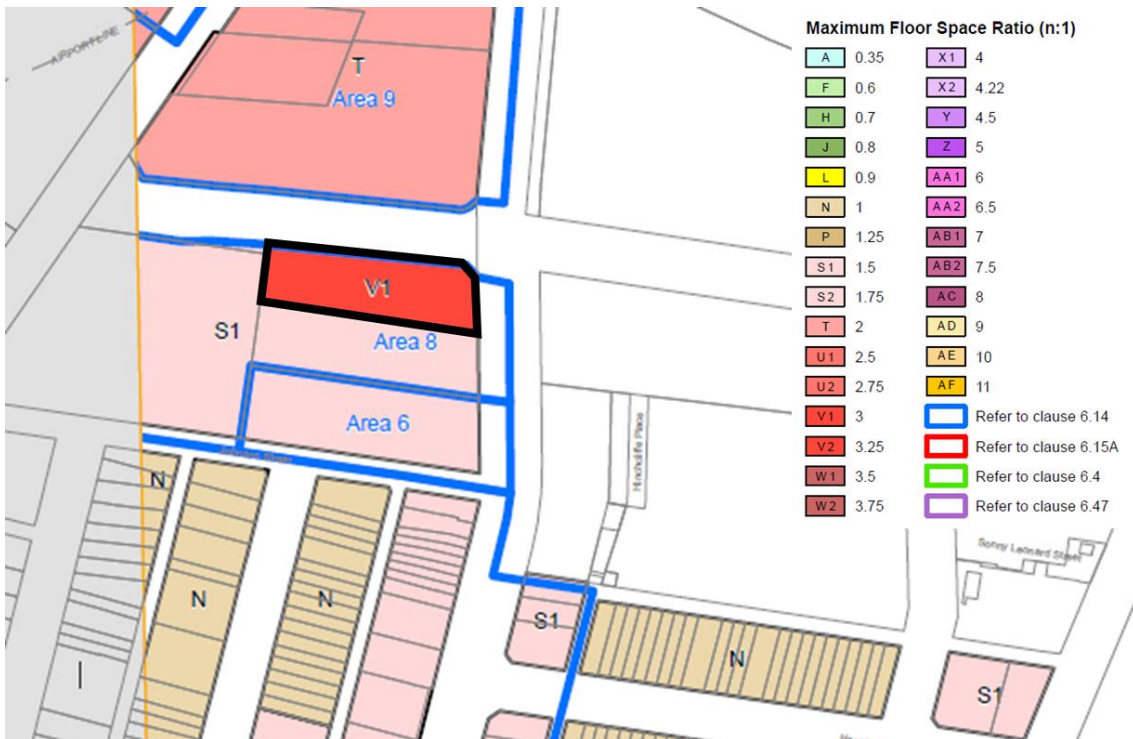 AIRPORT LINE
T
Area 9
V1
S1
Area 8
Area 6
N
N
N
S1
N
S1
Hinchcliffe Place
Sonny Leonard Street
Maximum Floor Space Ratio (n:1)
A 0.35
F 0.6
H 0.7
J 0.8
L 0.9
N 1
P 1.25
S1 1.5
S2 1.75
T 2
U1 2.5
U2 2.75
V1 3
V2 3.25
W1 3.5
W2 3.75
X1 4
X2 4.22
Y 4.5
Z 5
AA1 6
AA2 6.5
AB1 7
AB2 7.5
AC 8
AD 9
AE 10
AF 11
Refer to clause 6.14
Refer to clause 6.15A
Refer to clause 6.4
Refer to clause 6.47